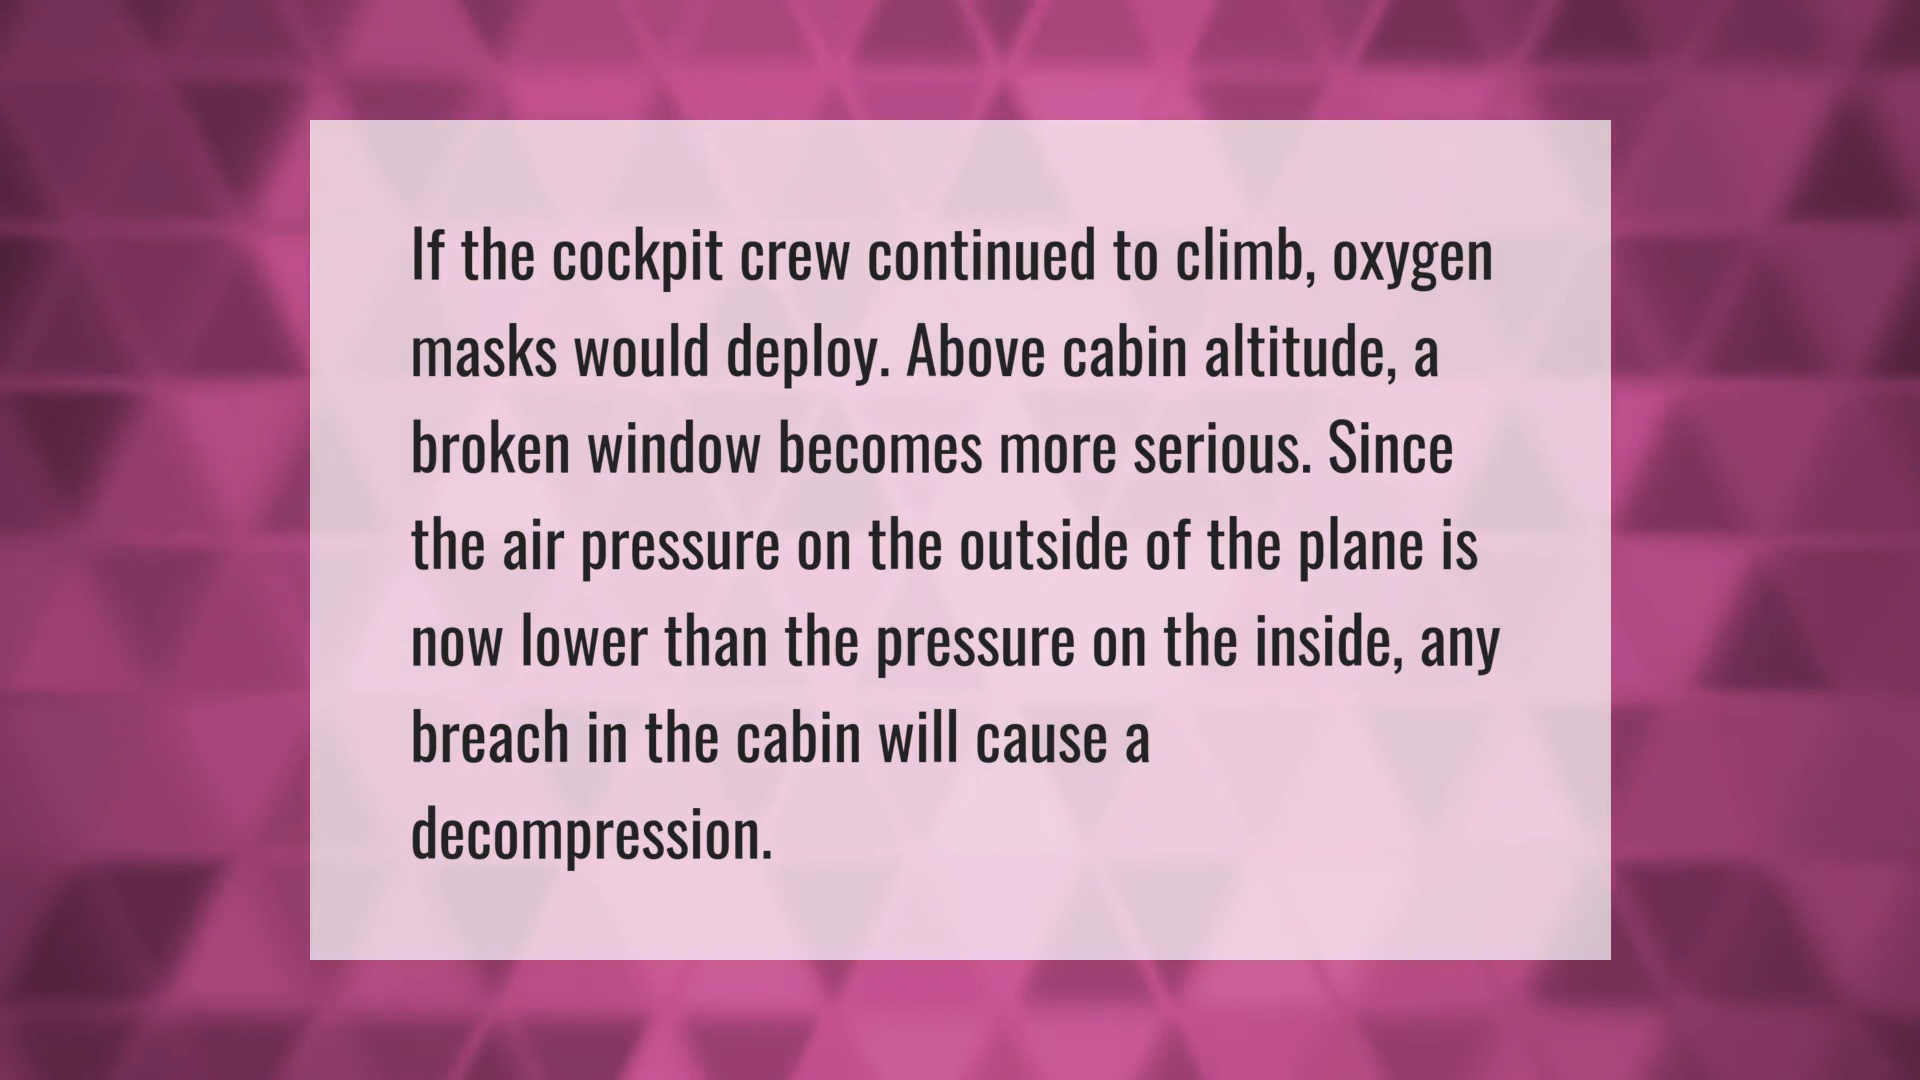 If the cockpit crew continued to climb, oxygen
masks would deploy. Above cabin altitude, a
broken window becomes more serious. Since
the air pressure on the outside of the plane is
now lower than the pressure on the inside, any
breach in the cabin will cause a
decompression.